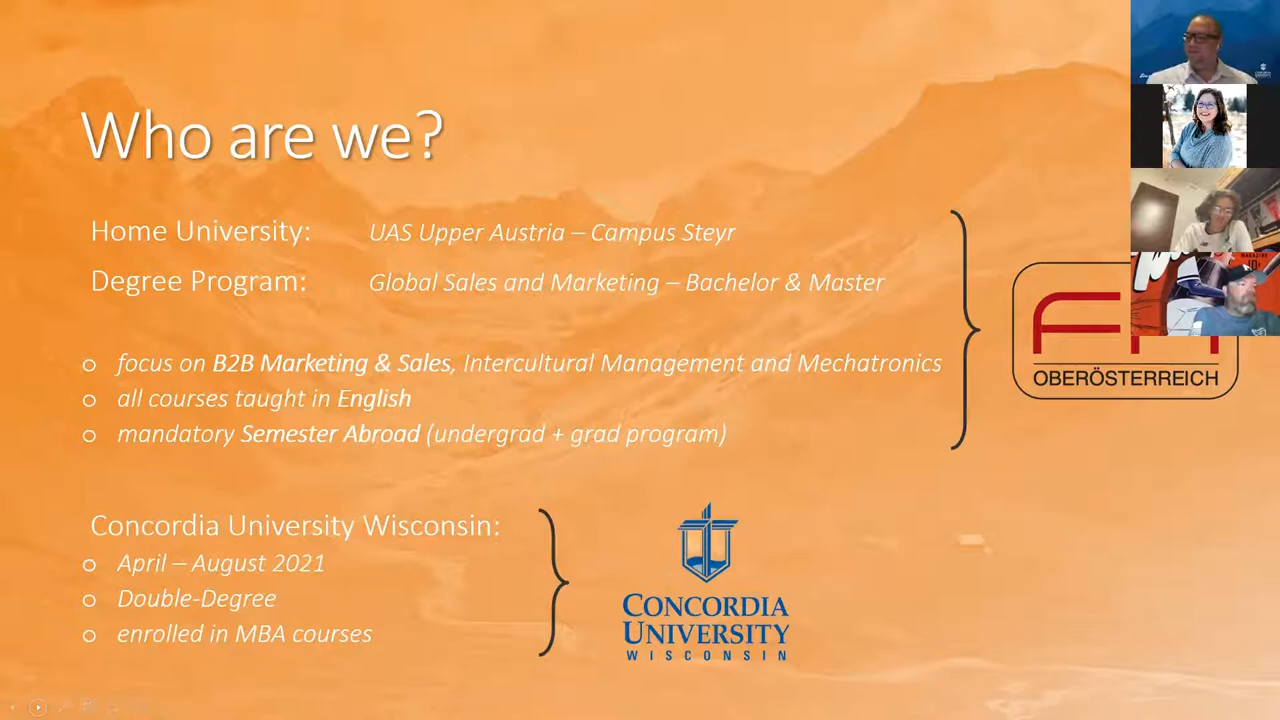 Who are we?
Home University: UAS Upper Austria – Campus Steyr
Degree Program: Global Sales and Marketing – Bachelor & Master
o focus on B2B Marketing & Sales, Intercultural Management and Mechatronics
o all courses taught in English
o mandatory Semester Abroad (undergrad + grad program)
OBERÖSTERREICH
Concordia University Wisconsin:
o April – August 2021
o Double-Degree
o enrolled in MBA courses
CONCORDIA
UNIVERSITY
WISCONSIN
MAGAZINE